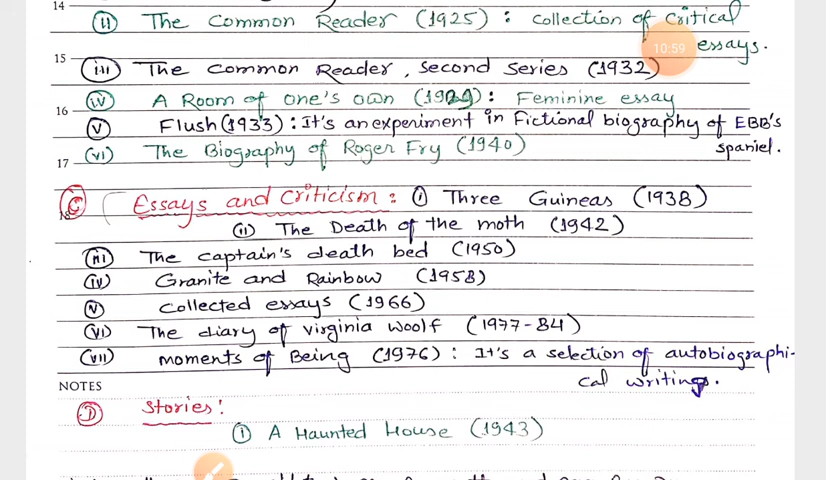 14
(ii) The Common Reader (1925) : Collection of Critical
essays.
10:59
15
(iii) The Common Reader, Second Series (1932)
(iv) A Room of one's own (1929): Feminine essay
16
(v) Flush (1933) : It's an experiment in Fictional biography of EBB's
spaniel.
(vi) The Biography of Roger Fry (1940)
17
(C) Essays and Criticism : (i) Three Guineas (1938)
18
(ii) The Death of the moth (1942)
(iii) The captain's death bed (1950)
(iv) Granite and Rainbow (1958)
(v) Collected essays (1966)
(vi) The diary of virginia woolf (1977-84)
(vii) moments of Being (1976) : It's a selection of autobiographi-
cal writings.
NOTES
(D) Stories :
(i) A Haunted House (1943)